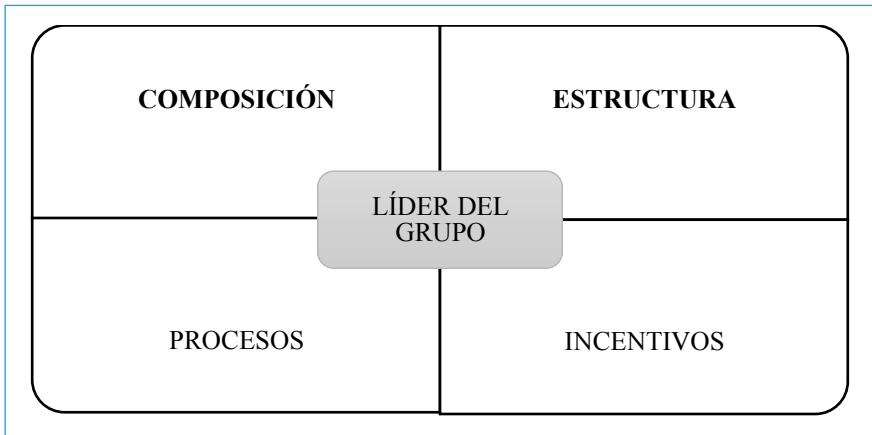 COMPOSICIÓN
ESTRUCTURA
LÍDER DEL
GRUPO
PROCESOS
INCENTIVOS